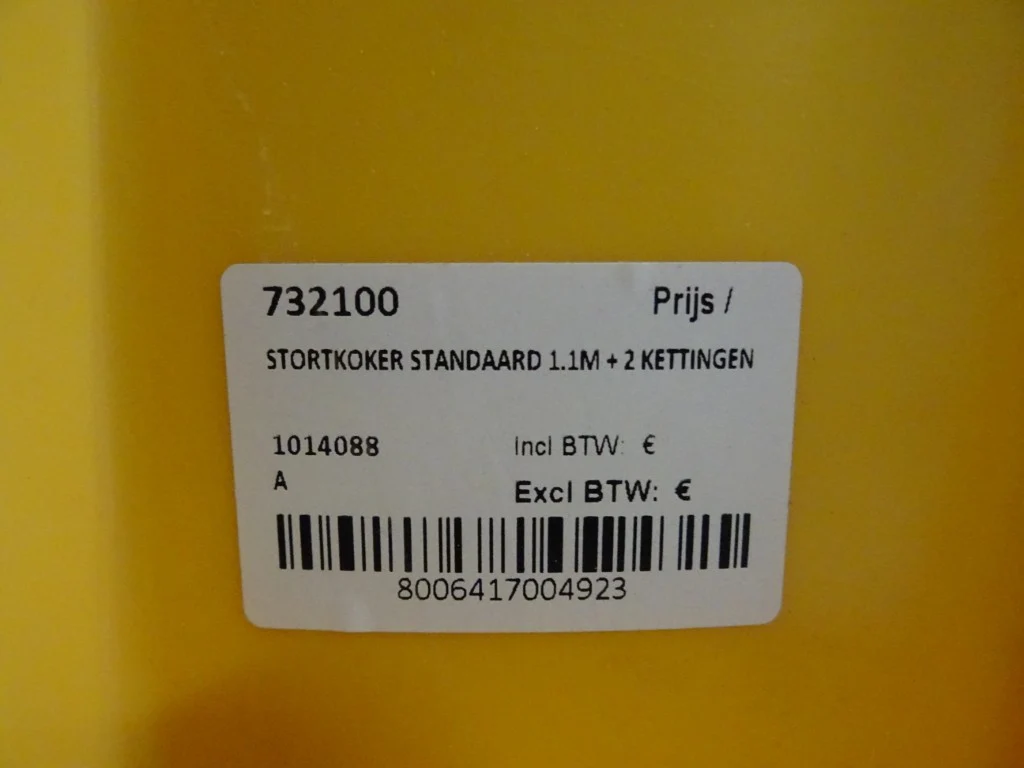 732100 Prijs /
STORTKOKER STANDAARD 1.1M + 2 KETTINGEN
1014088 Incl BTW: €
A Excl BTW: €
8006417004923